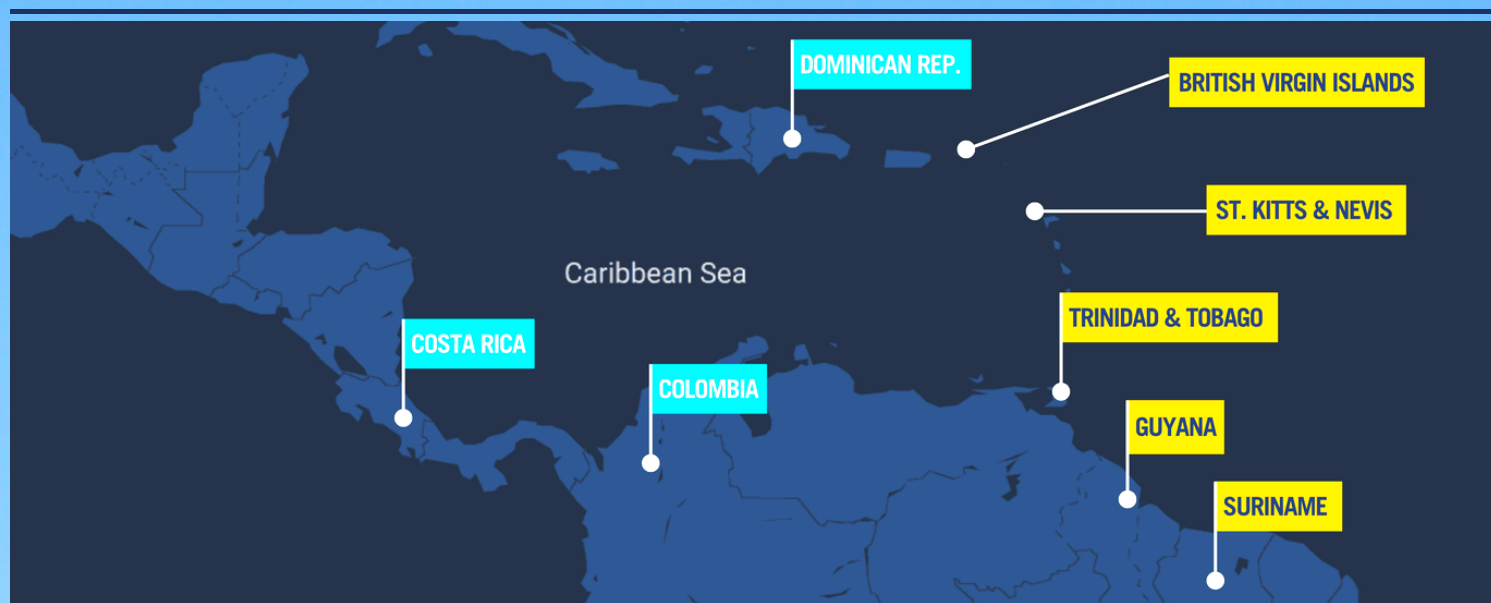 DOMINICAN REP.
BRITISH VIRGIN ISLANDS
ST. KITTS & NEVIS
Caribbean Sea
TRINIDAD & TOBAGO
COSTA RICA
COLOMBIA
GUYANA
SURINAME